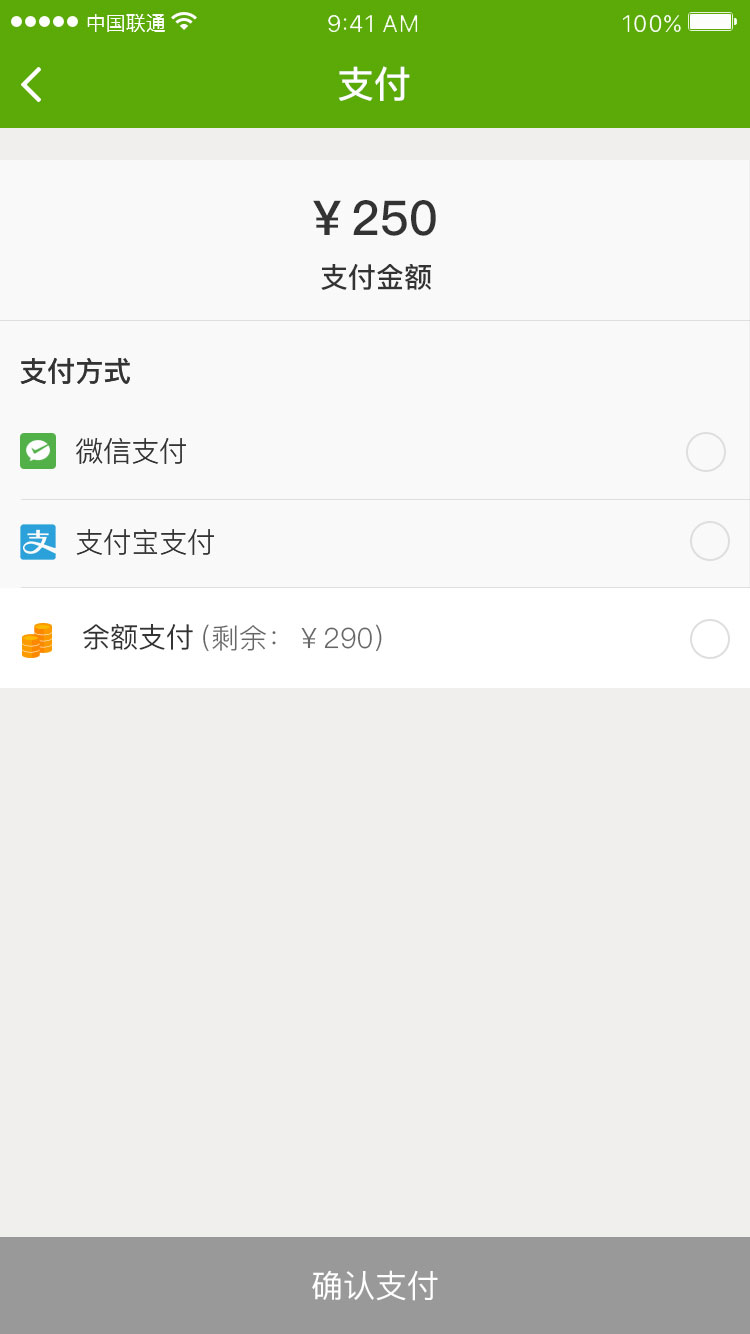 中国联通 9:41 AM 100%
支付
¥ 250
支付金额
支付方式
微信支付
支 支付宝支付
余额支付 (剩余： ¥ 290)
确认支付